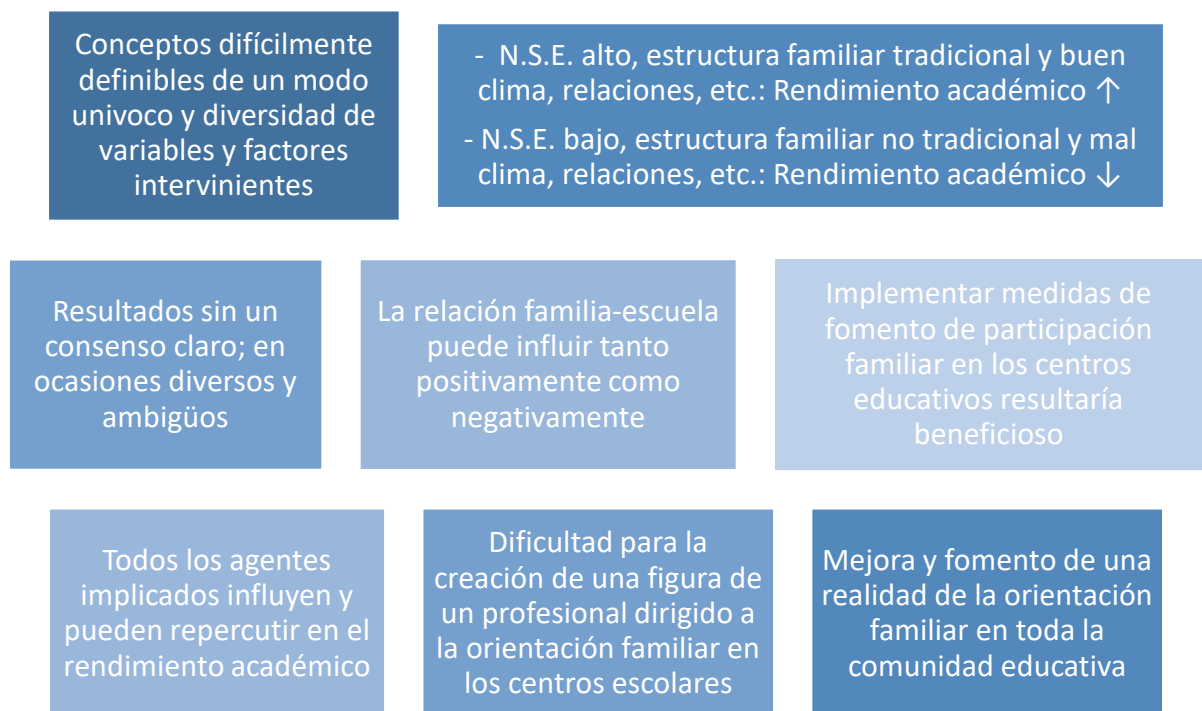 Conceptos difícilmente
definibles de un modo
univoco y diversidad de
variables y factores
intervinientes
- N.S.E. alto, estructura familiar tradicional y buen
clima, relaciones, etc.: Rendimiento académico ↑
- N.S.E. bajo, estructura familiar no tradicional y mal
clima, relaciones, etc.: Rendimiento académico ↓
Resultados sin un
consenso claro; en
ocasiones diversos y
ambigüos
La relación familia-escuela
puede influir tanto
positivamente como
negativamente
Implementar medidas de
fomento de participación
familiar en los centros
educativos resultaría
beneficioso
Todos los agentes
implicados influyen y
pueden repercutir en el
rendimiento académico
Dificultad para la
creación de una figura de
un profesional dirigido a
la orientación familiar en
los centros escolares
Mejora y fomento de una
realidad de la orientación
familiar en toda la
comunidad educativa